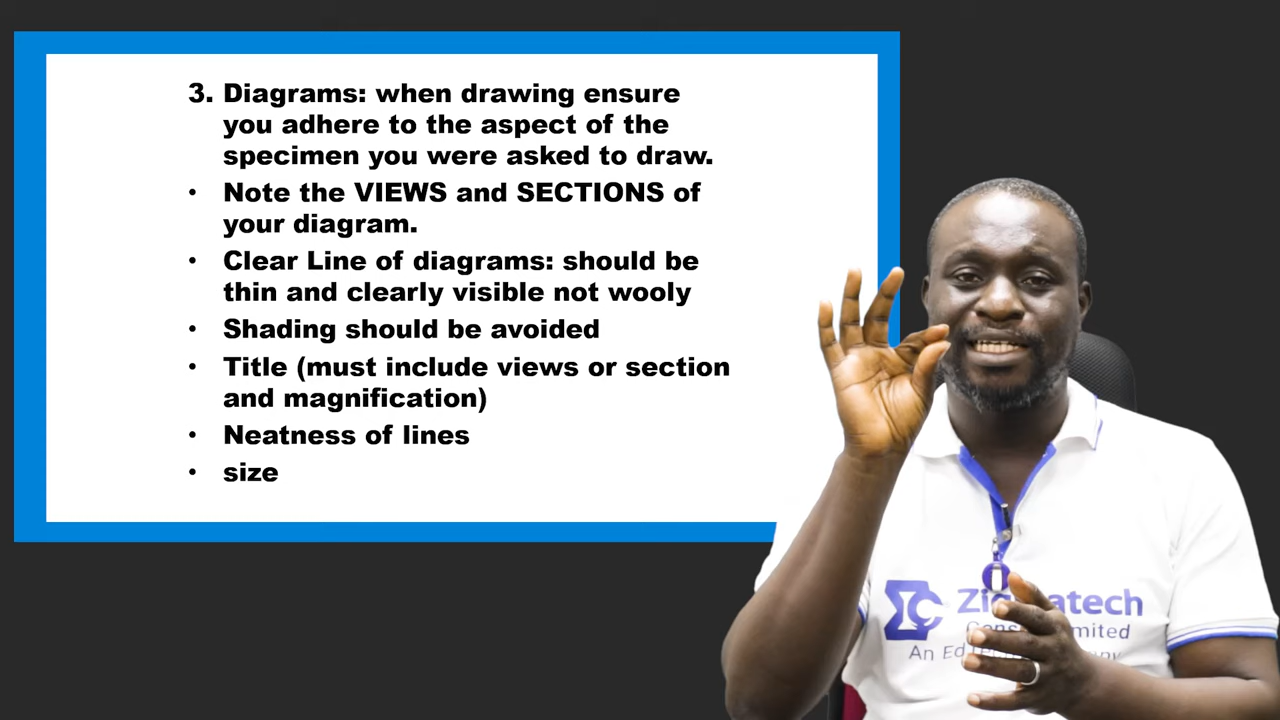 3. Diagrams: when drawing ensure
you adhere to the aspect of the
specimen you were asked to draw.
• Note the VIEWS and SECTIONS of
your diagram.
• Clear Line of diagrams: should be
thin and clearly visible not wooly
• Shading should be avoided
• Title (must include views or section
and magnification)
• Neatness of lines
• size
An